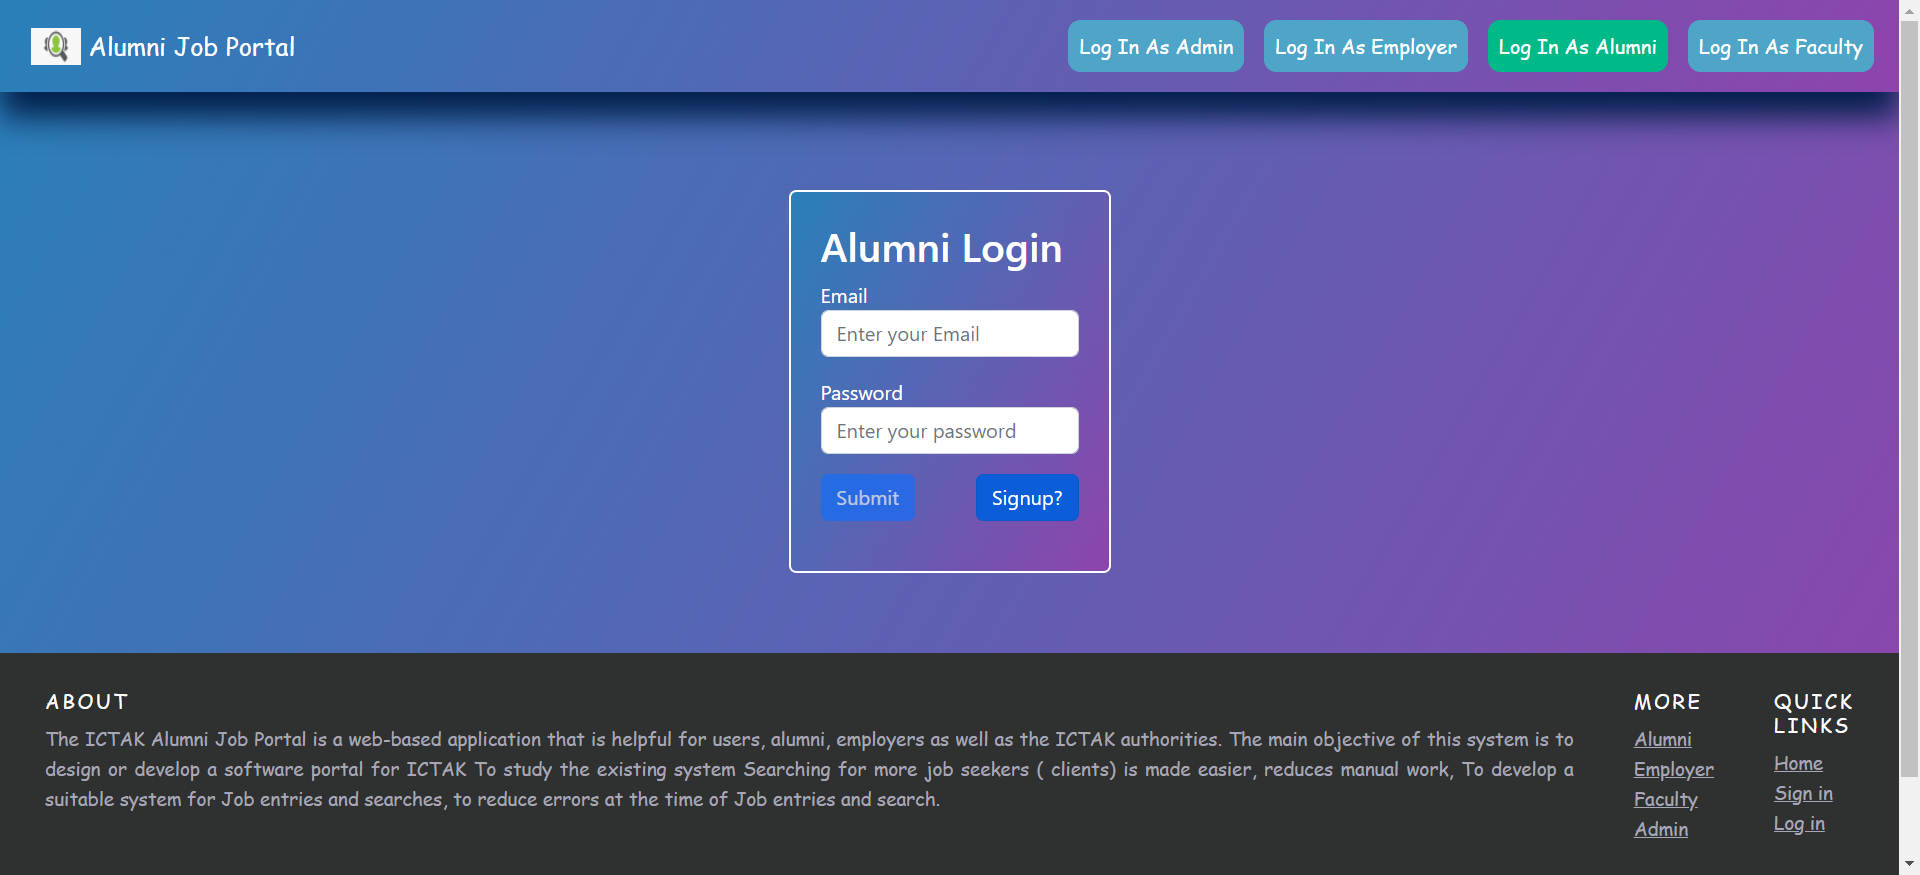 Alumni Job Portal
Log In As Admin
Log In As Employer
Log In As Alumni
Log In As Faculty
Alumni Login
Email
Enter your Email
Password
Enter your password
Submit
Signup?
ABOUT
The ICTAK Alumni Job Portal is a web-based application that is helpful for users, alumni, employers as well as the ICTAK authorities. The main objective of this system is to
design or develop a software portal for ICTAK To study the existing system Searching for more job seekers ( clients) is made easier, reduces manual work, To develop a
suitable system for Job entries and searches, to reduce errors at the time of Job entries and search.
MORE
Alumni
Employer
Faculty
Admin
QUICK
LINKS
Home
Sign in
Log in